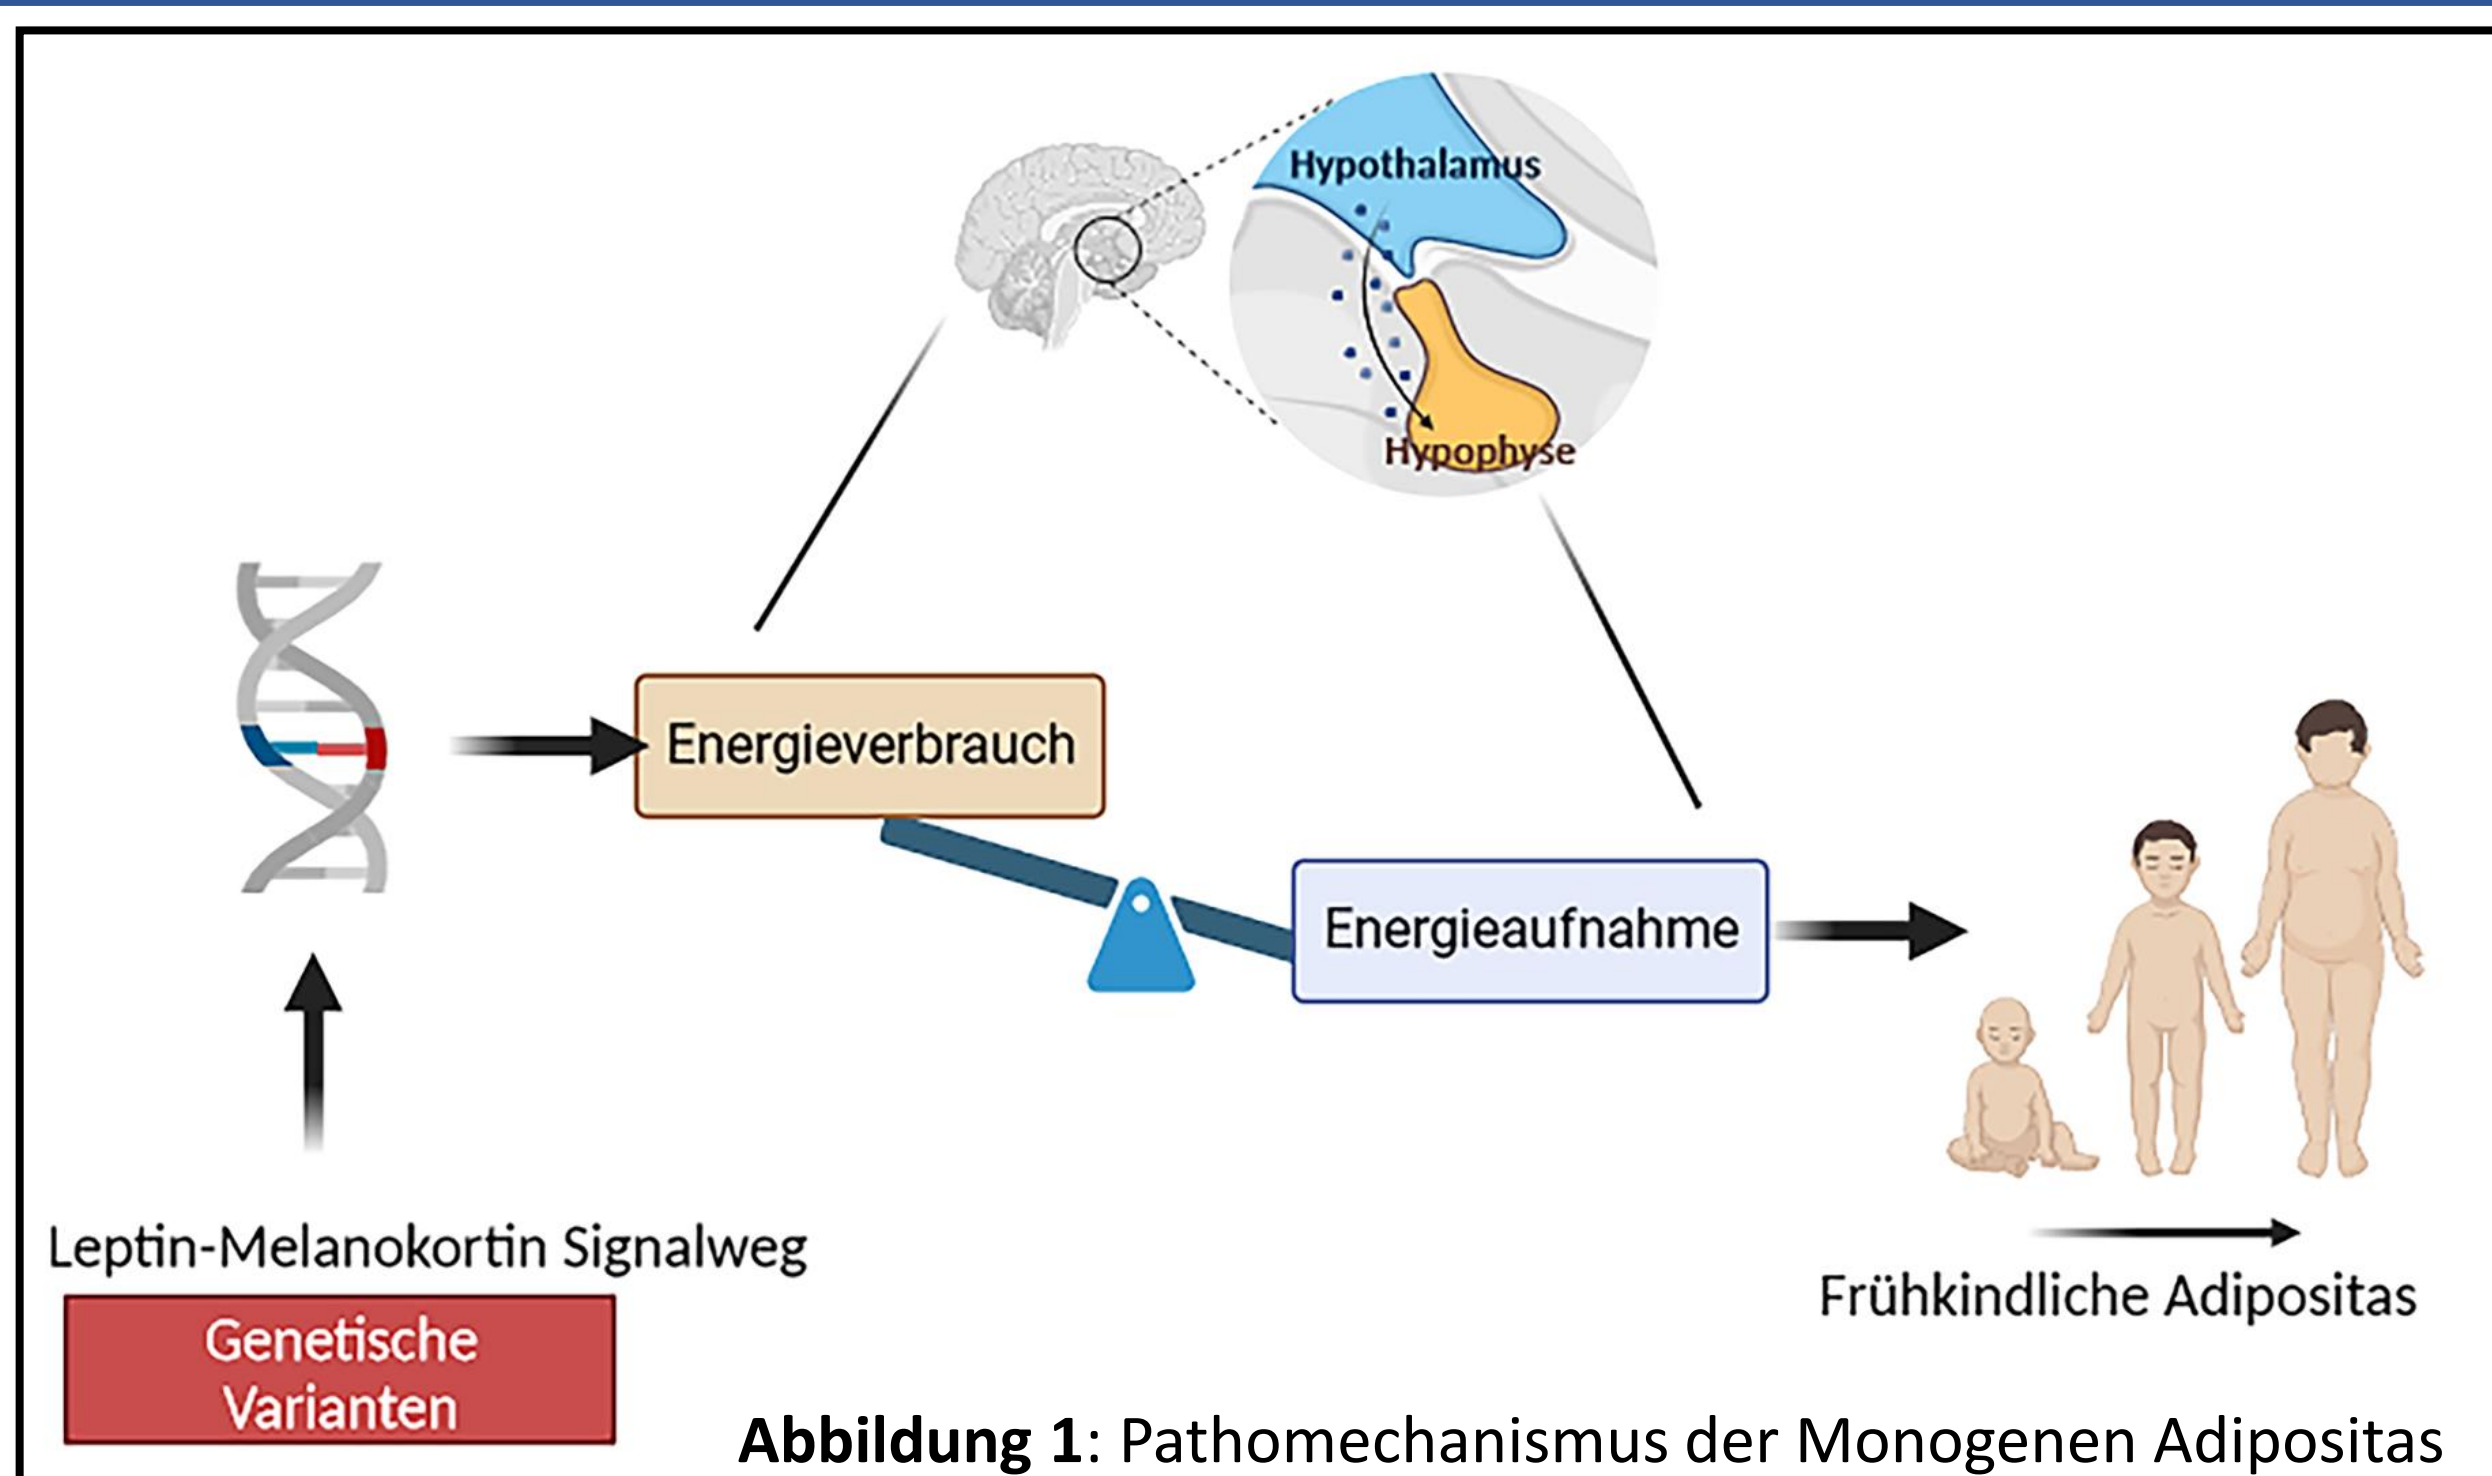 Hypothalamus
Hypophyse
Energieverbrauch
Energieaufnahme
Leptin-Melanokortin Signalweg
Genetische
Varianten
Frühkindliche Adipositas
Abbildung 1: Pathomechanismus der Monogenen Adipositas